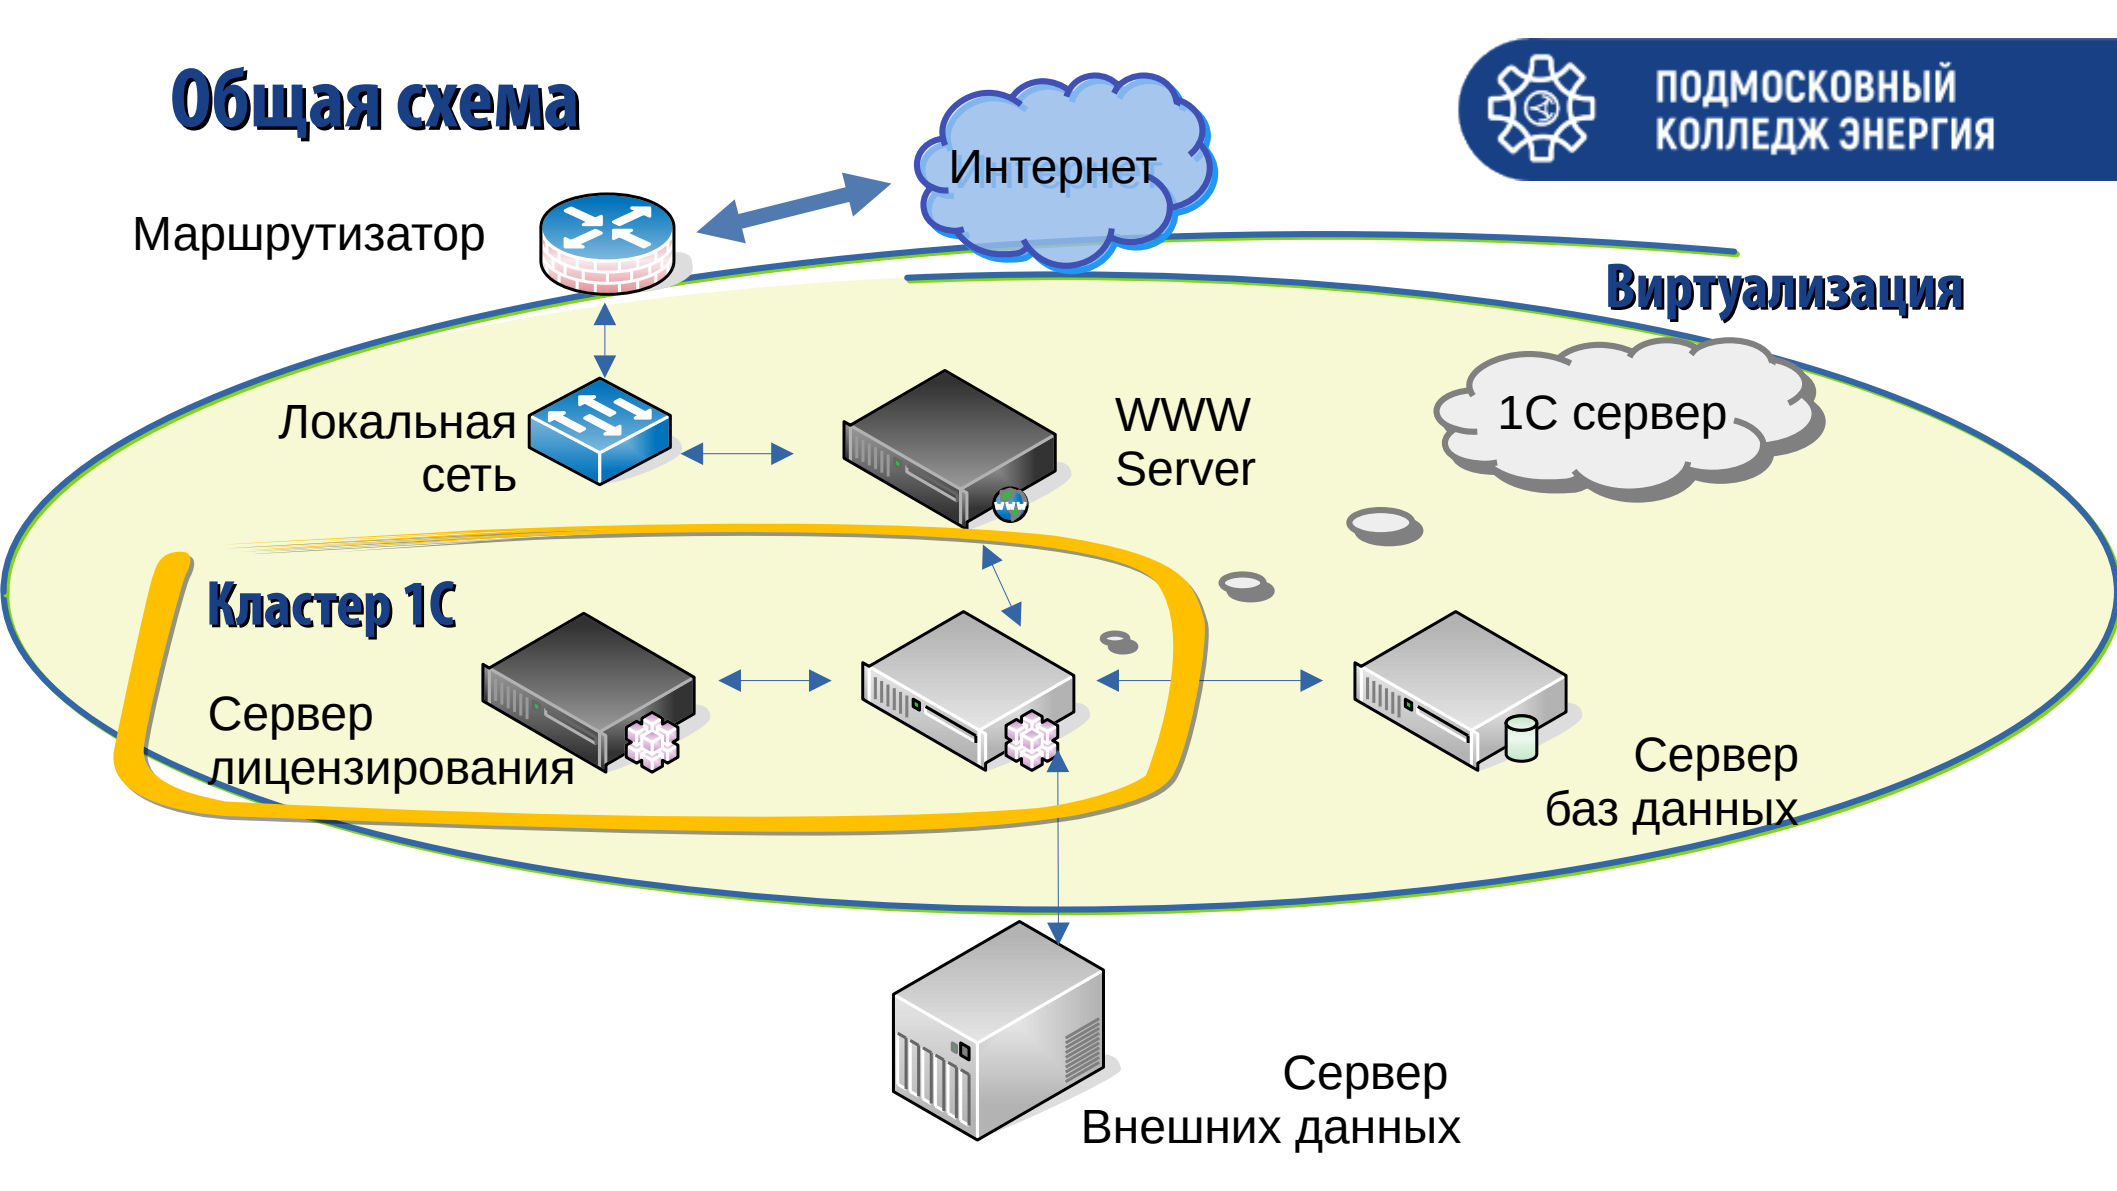 Общая схема
ПОДМОСКОВНЫЙ
КОЛЛЕДЖ ЭНЕРГИЯ
Интернет
Маршрутизатор
Виртуализация
Локальная
сеть
WWW
Server
1С сервер
Кластер 1С
Сервер
лицензирования
Сервер
баз данных
Сервер
Внешних данных